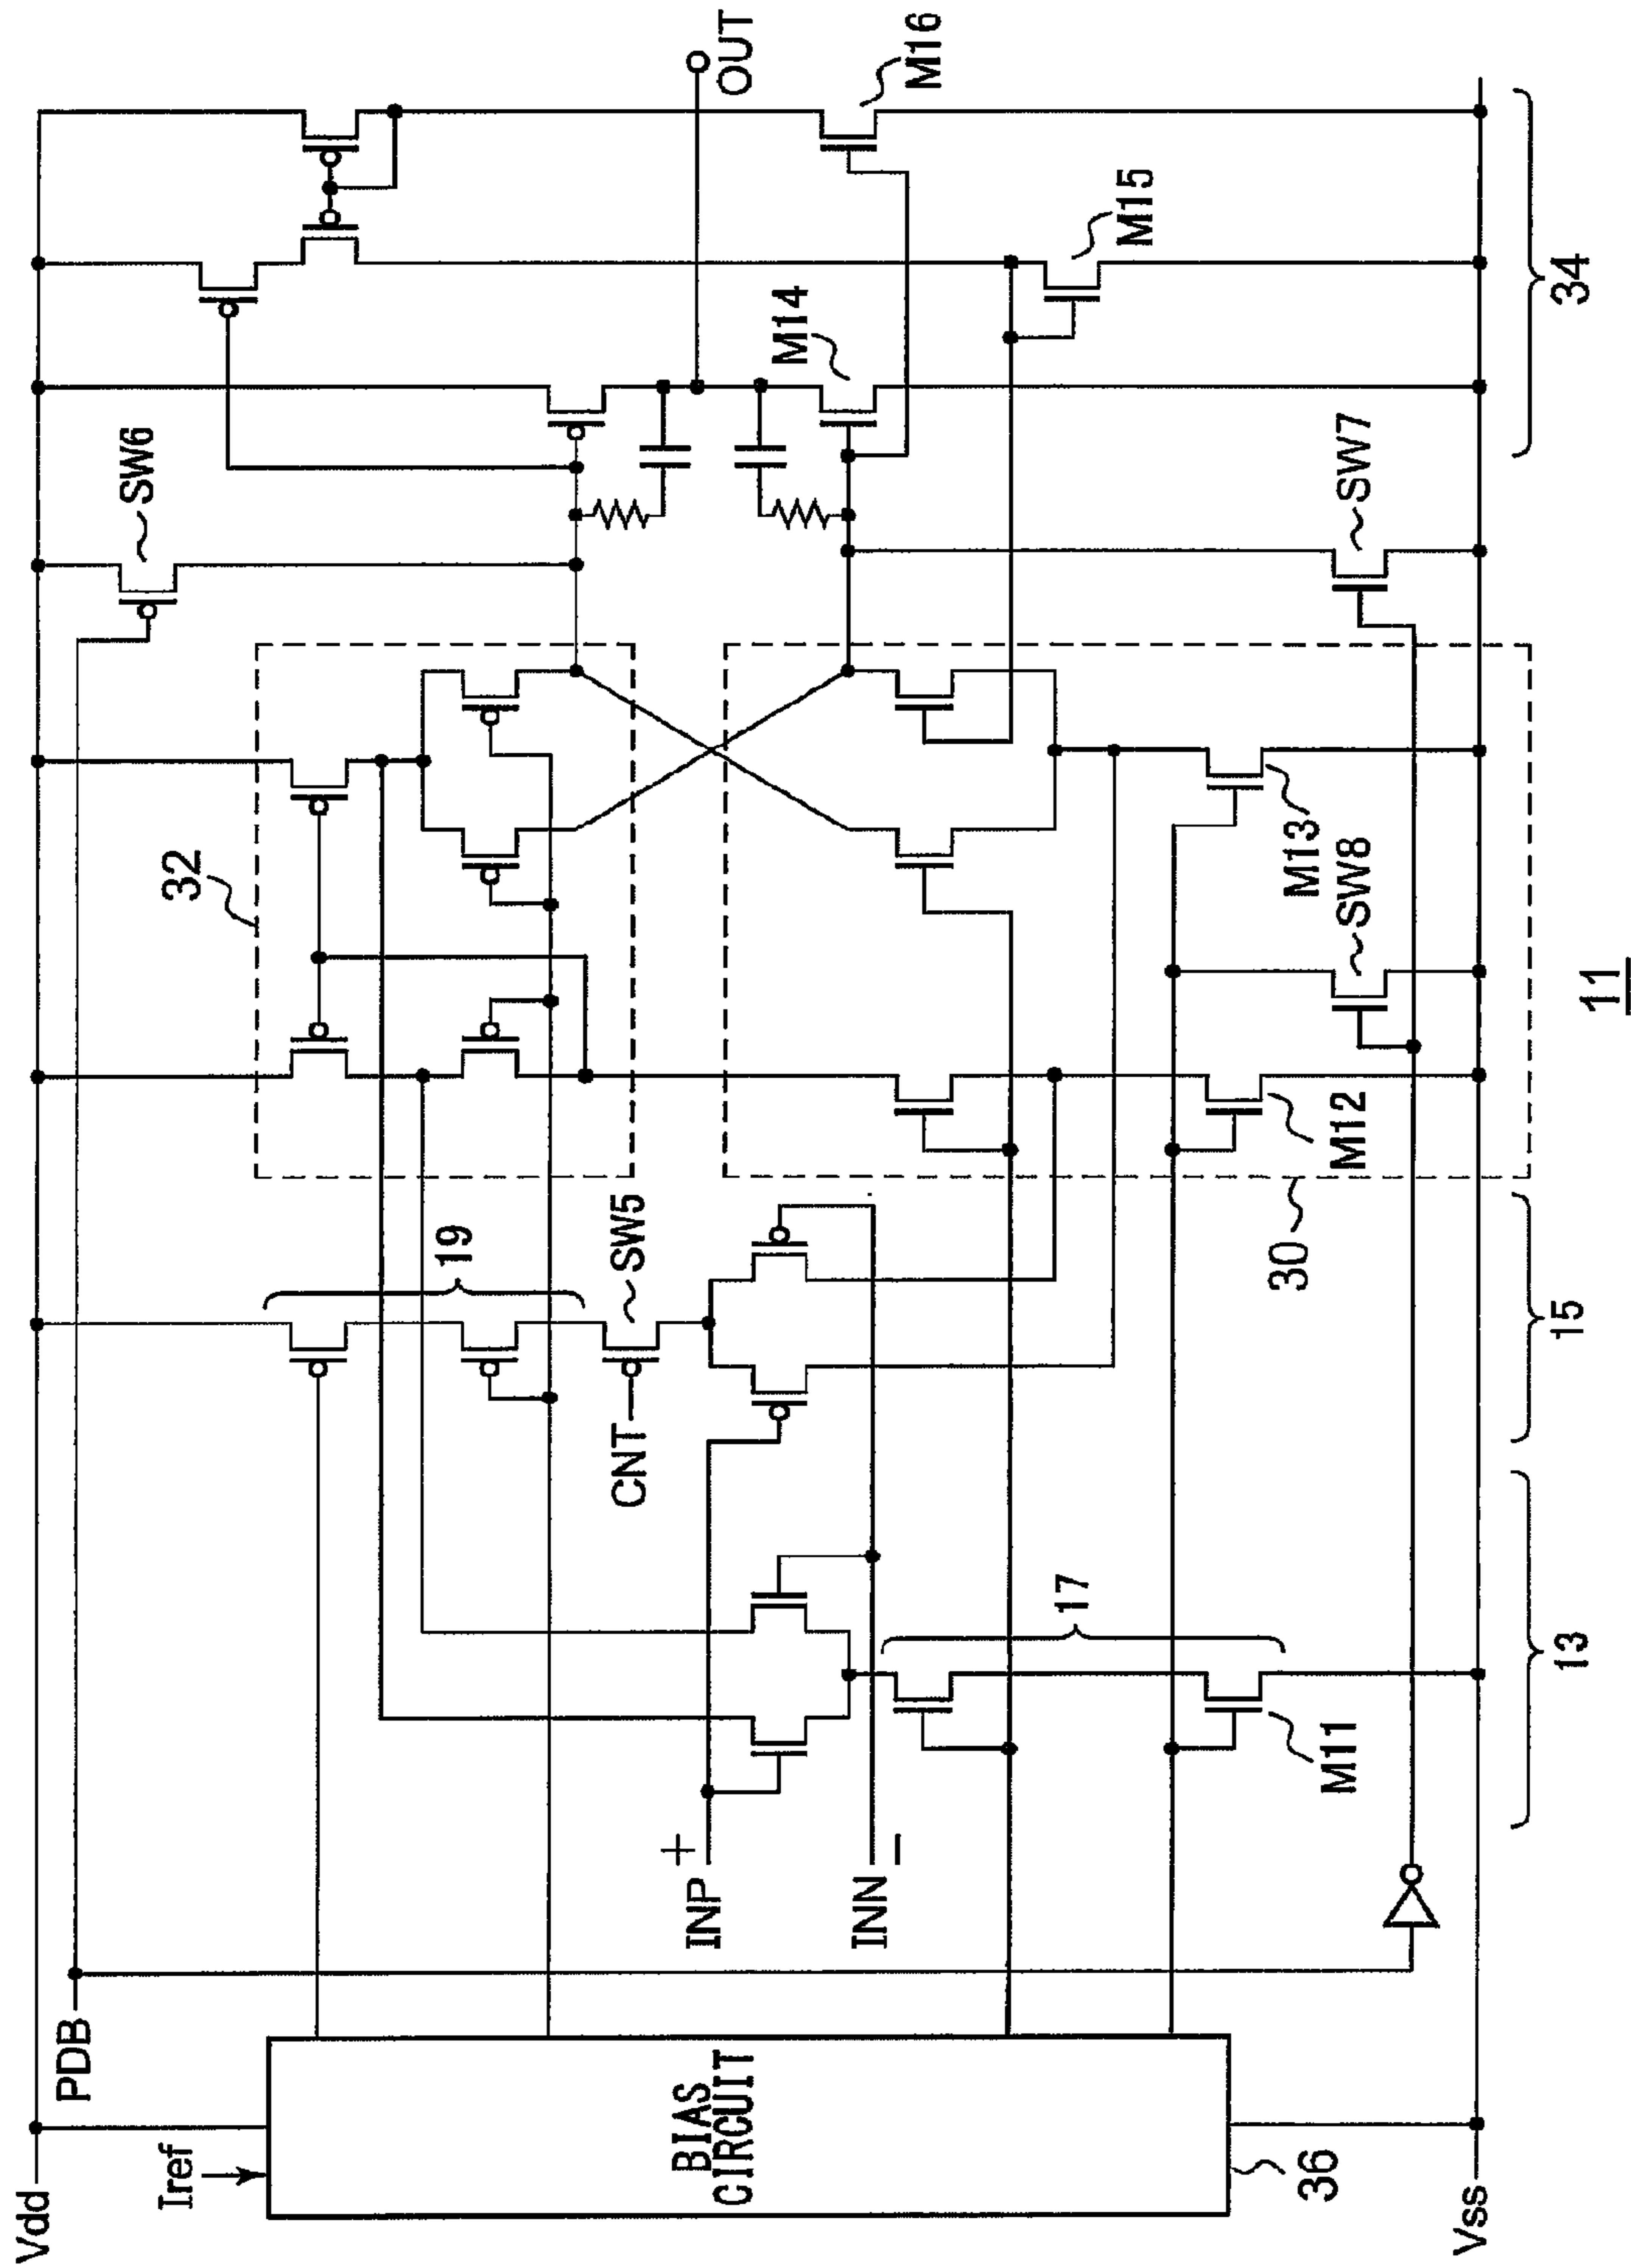 Vdd
PDB
Iref
BIAS
CIRCUIT
36
Vss
INP
+
INN
−
M11
17
13
CNT
SW5
19
15
30
32
M12
SW8
M13
SW6
SW7
M14
M15
M16
OUT
34
11